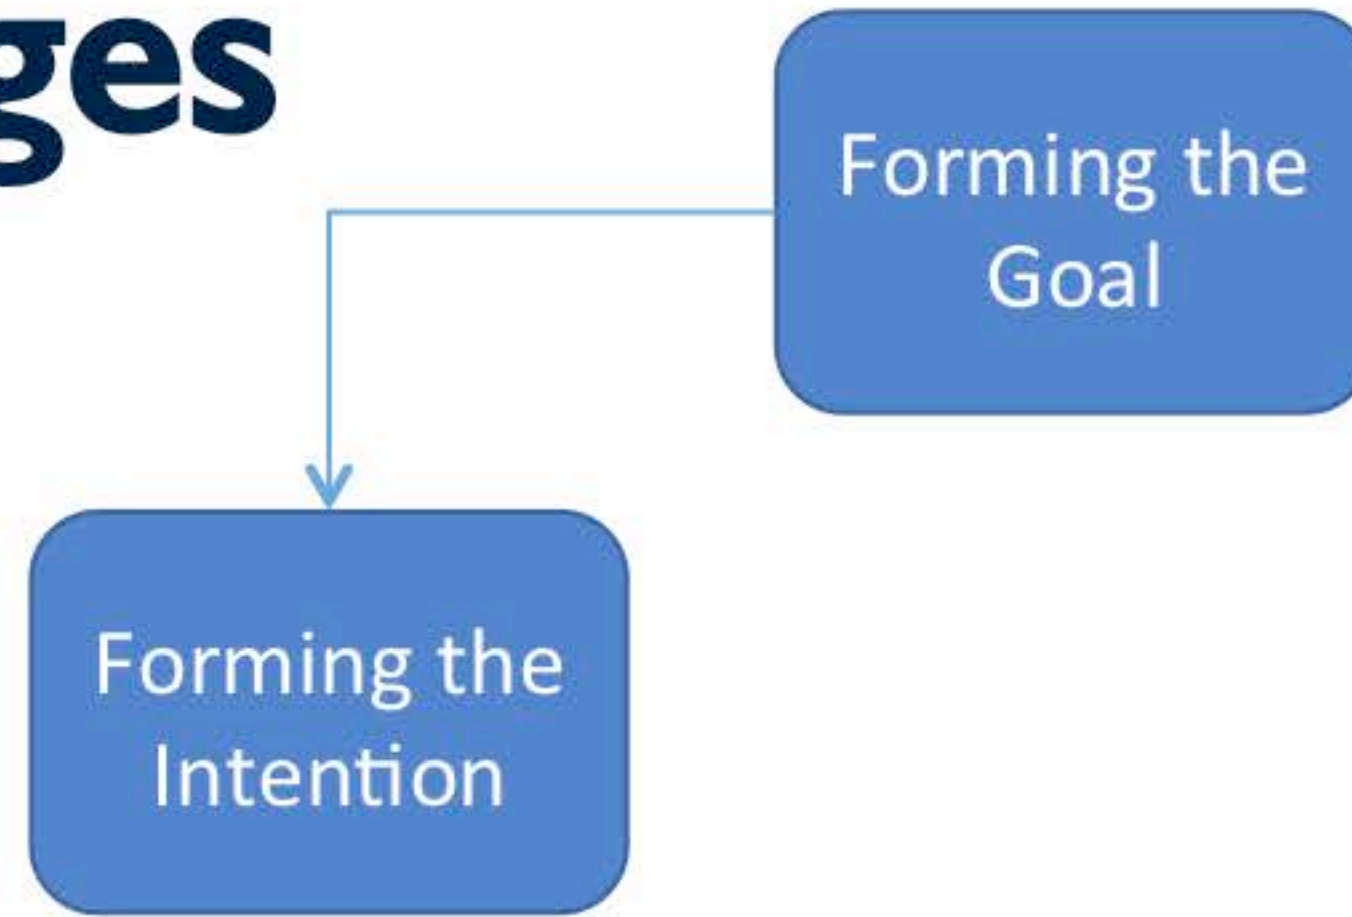 ges
Forming the
Goal
Forming the
Intention